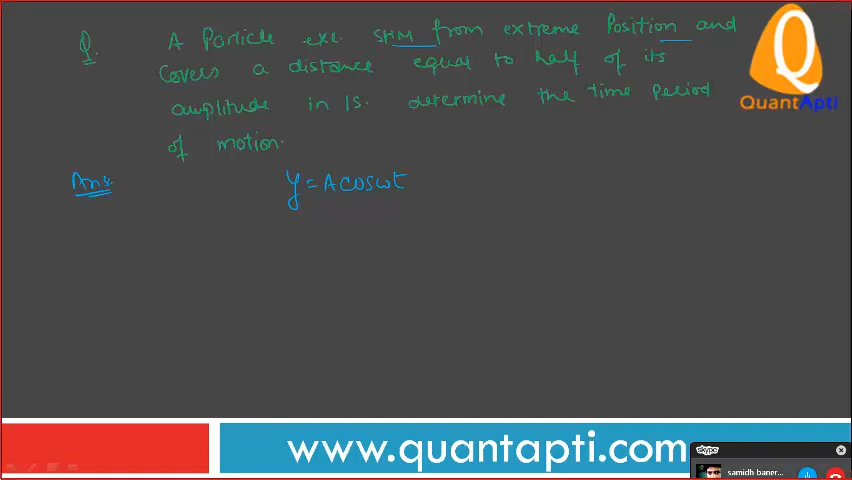 Q. A Particle exe. SHM from extreme Position and
Covers a distance equal to half of its
amplitude in 1s. determine the time period
of motion.
Ans. y = A cosωt
QuantApti
www.quantapti.com
skype
samidh baner...